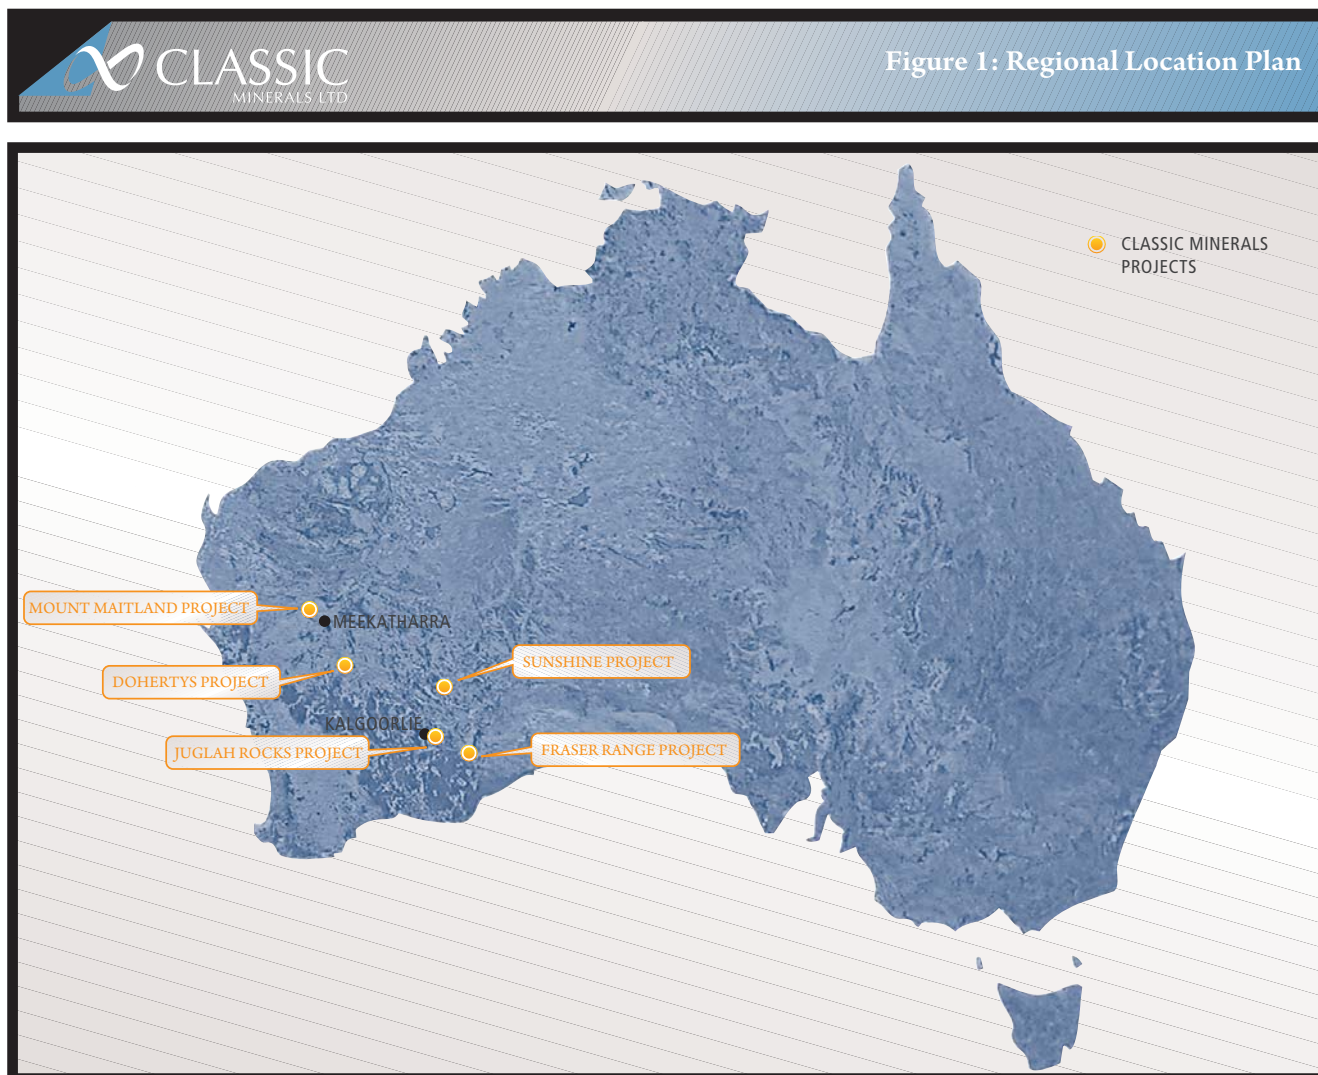 CLASSIC
MINERALS LTD
Figure 1: Regional Location Plan
CLASSIC MINERALS
PROJECTS
MOUNT MAITLAND PROJECT
MEEKATHARRA
SUNSHINE PROJECT
DOHERTYS PROJECT
KALGOORLIE
JUGLAH ROCKS PROJECT
FRASER RANGE PROJECT